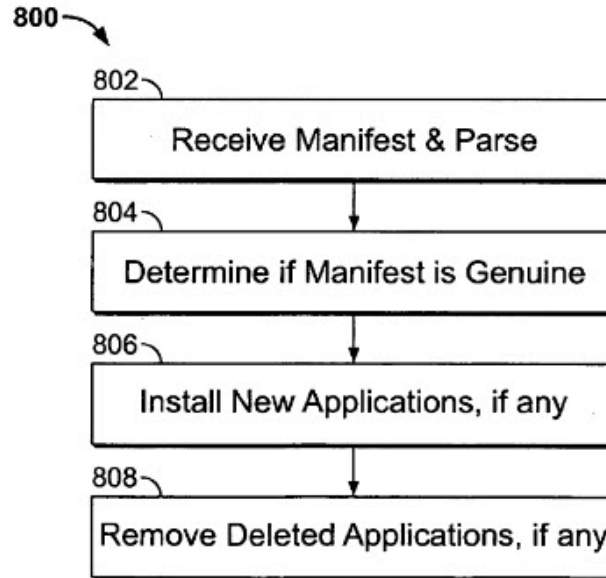 800
802
Receive Manifest & Parse
804
Determine if Manifest is Genuine
806
Install New Applications, if any
808
Remove Deleted Applications, if any